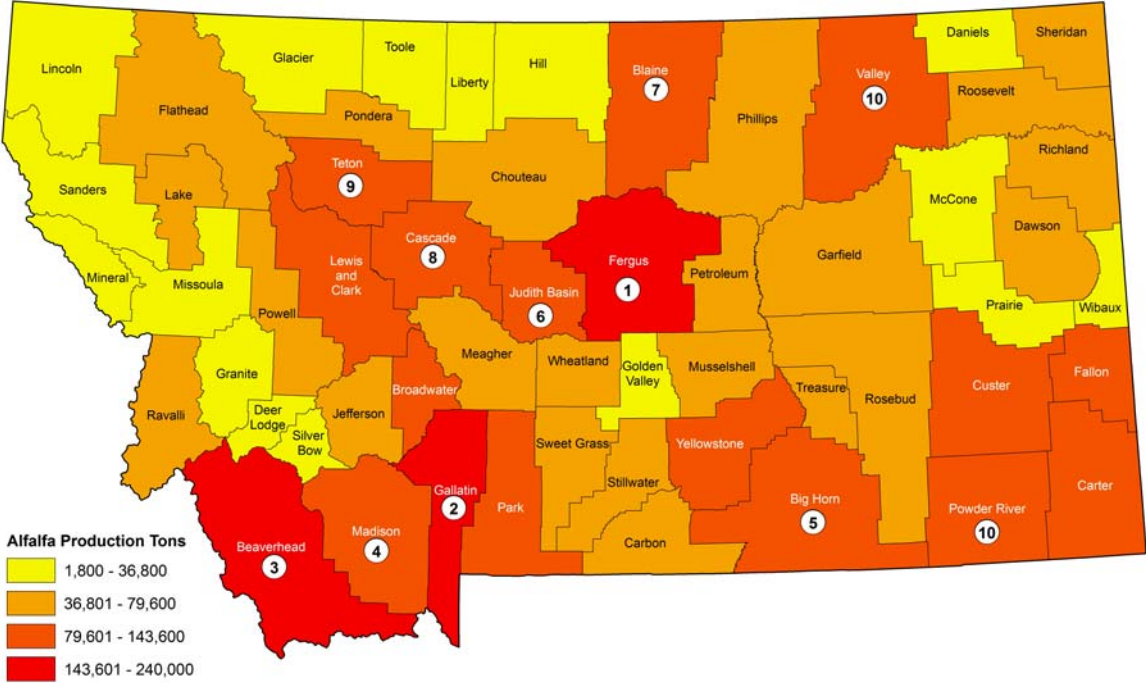 Lincoln
Flathead
Glacier
Toole
Liberty
Hill
Blaine
7
Phillips
Valley
10
Daniels
Sheridan
Roosevelt
Pondera
Teton
9
Chouteau
Richland
Sanders
Lake
McCone
Dawson
Mineral
Missoula
Powell
Lewis
and
Clark
Cascade
8
Judith Basin
6
Fergus
1
Petroleum
Garfield
Prairie
Wibaux
Granite
Meagher
Wheatland
Golden
Valley
Musselshell
Treasure
Rosebud
Custer
Fallon
Ravalli
Deer
Lodge
Silver
Bow
Jefferson
Broadwater
Sweet Grass
Yellowstone
Stillwater
Gallatin
2
Park
Big Horn
5
Powder River
10
Carter
Beaverhead
3
Madison
4
Carbon
Alfalfa Production Tons
1,800 - 36,800
36,801 - 79,600
79,601 - 143,600
143,601 - 240,000